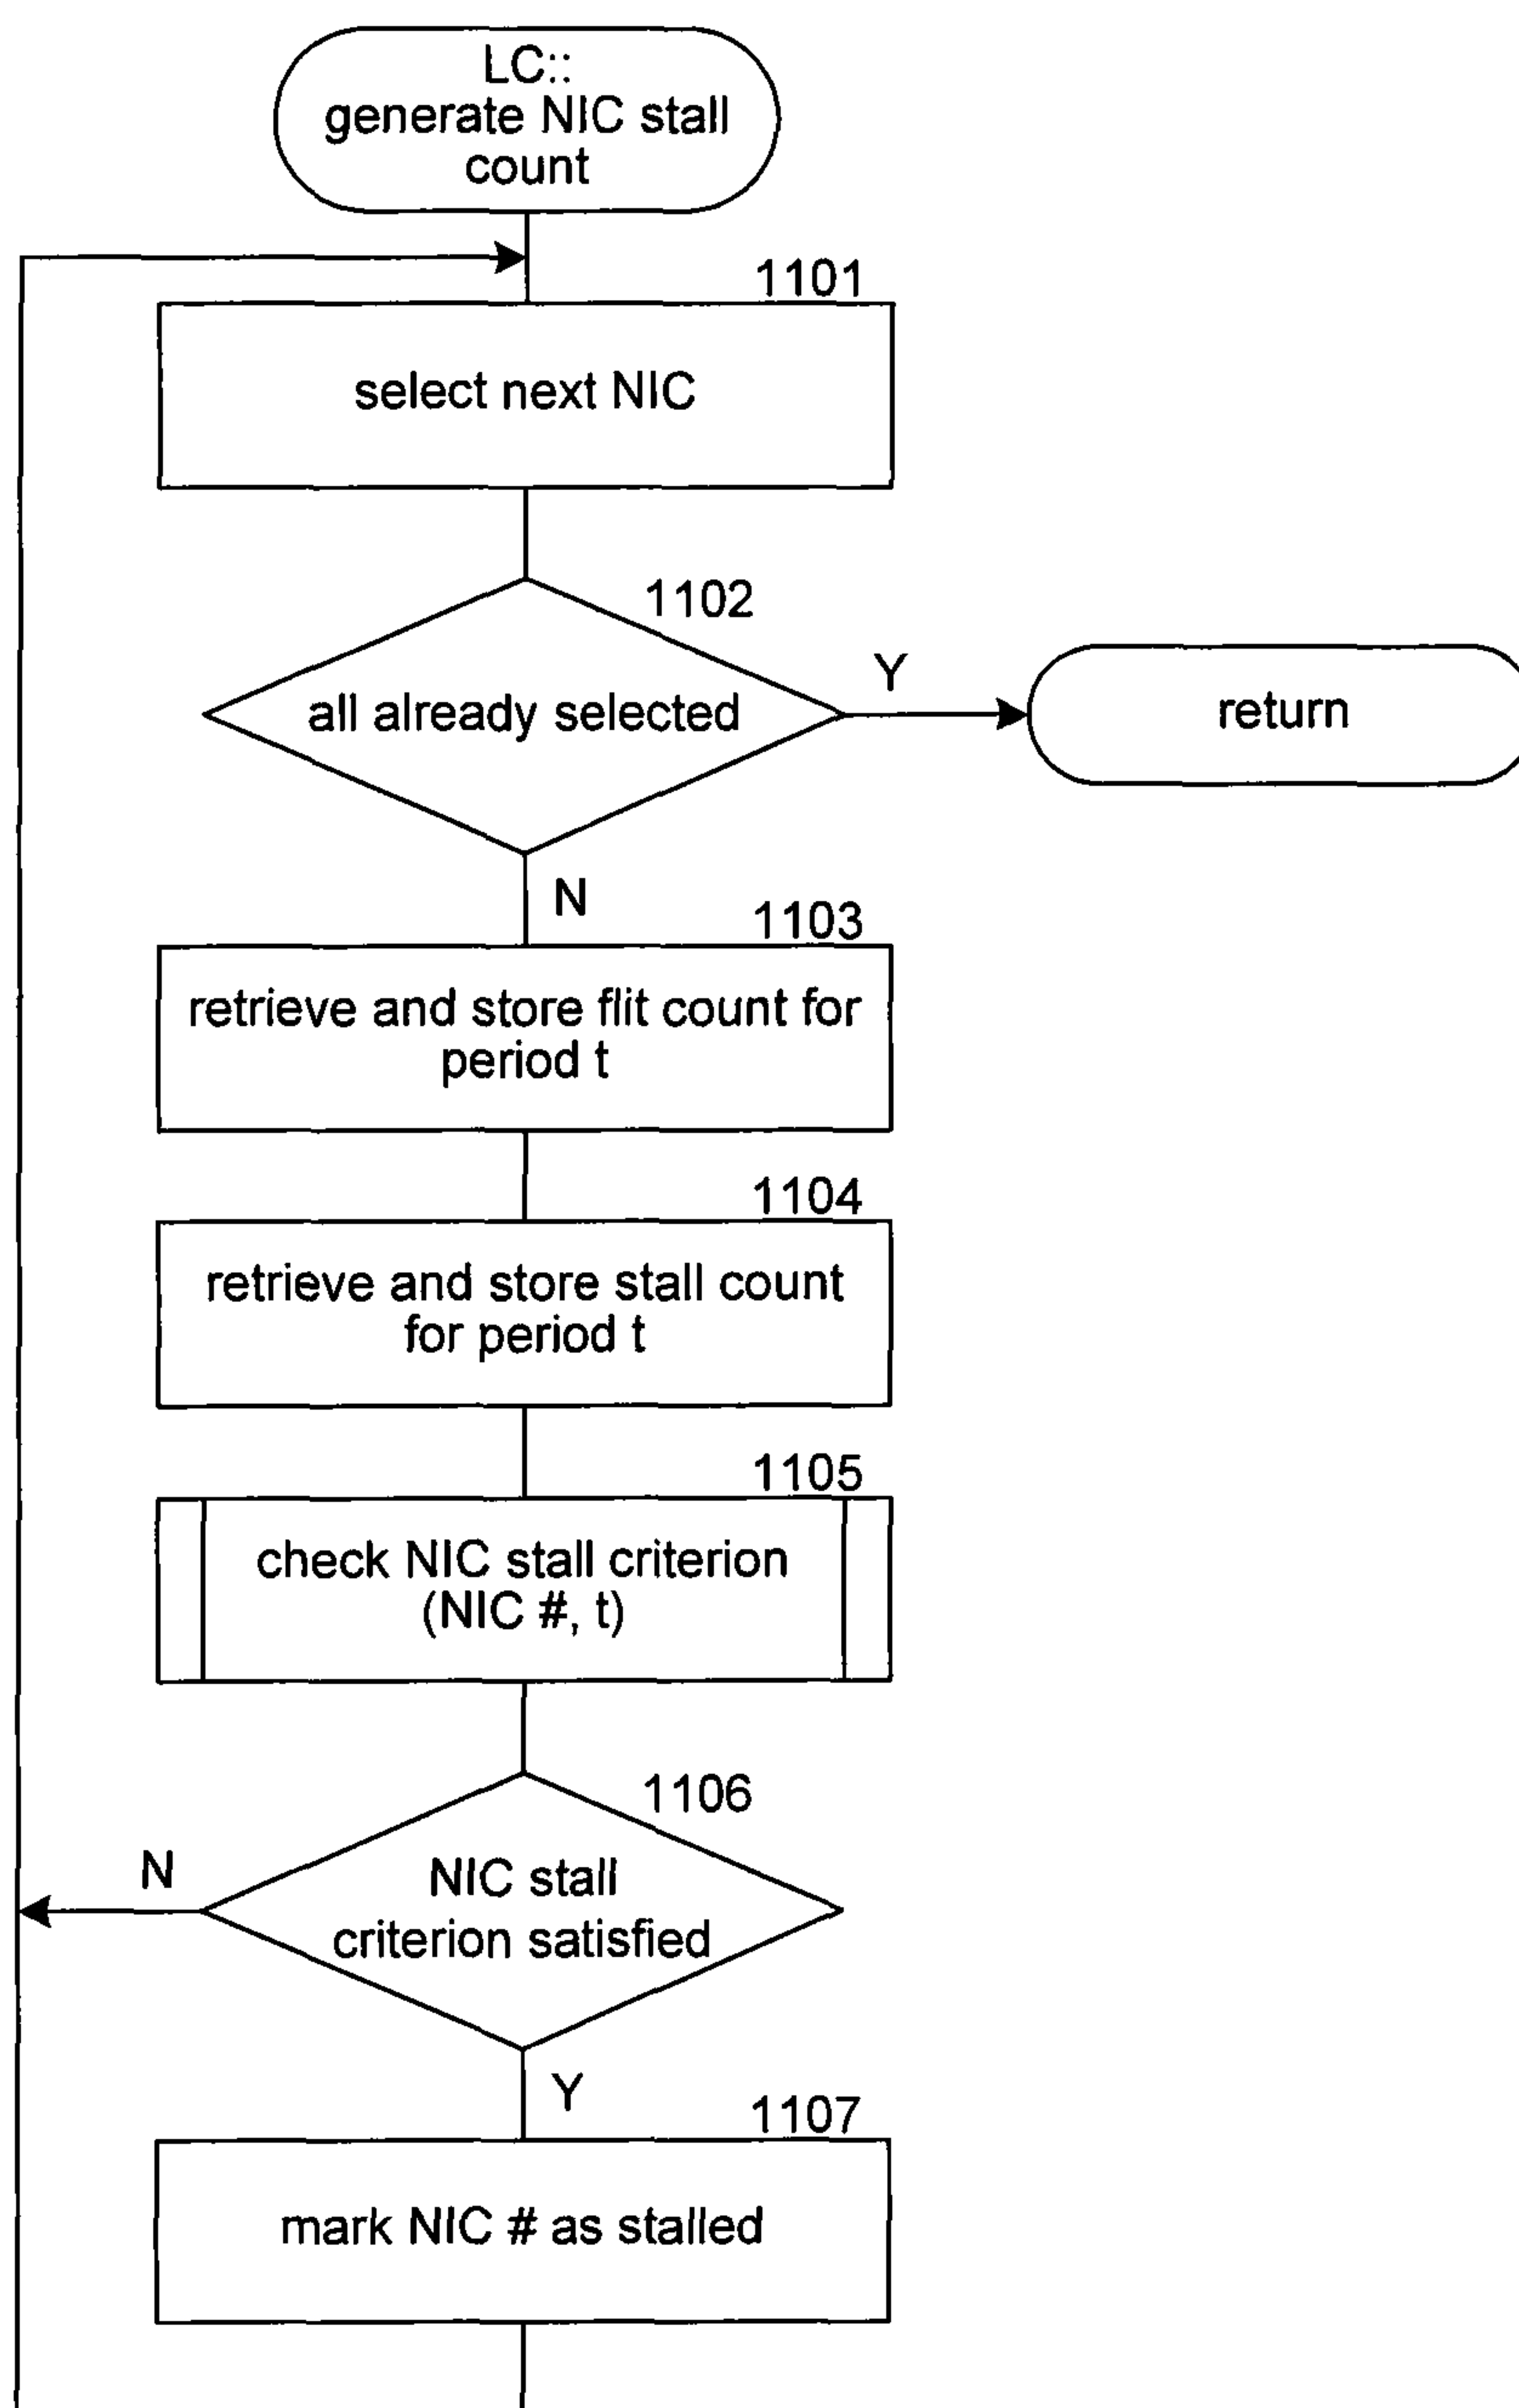 LC::
generate NIC stall
count
1101
select next NIC
1102
all already selected
Y
return
N
1103
retrieve and store flit count for
period t
1104
retrieve and store stall count
for period t
1105
check NIC stall criterion
(NIC #, t)
1106
N
NIC stall
criterion satisfied
Y
1107
mark NIC # as stalled